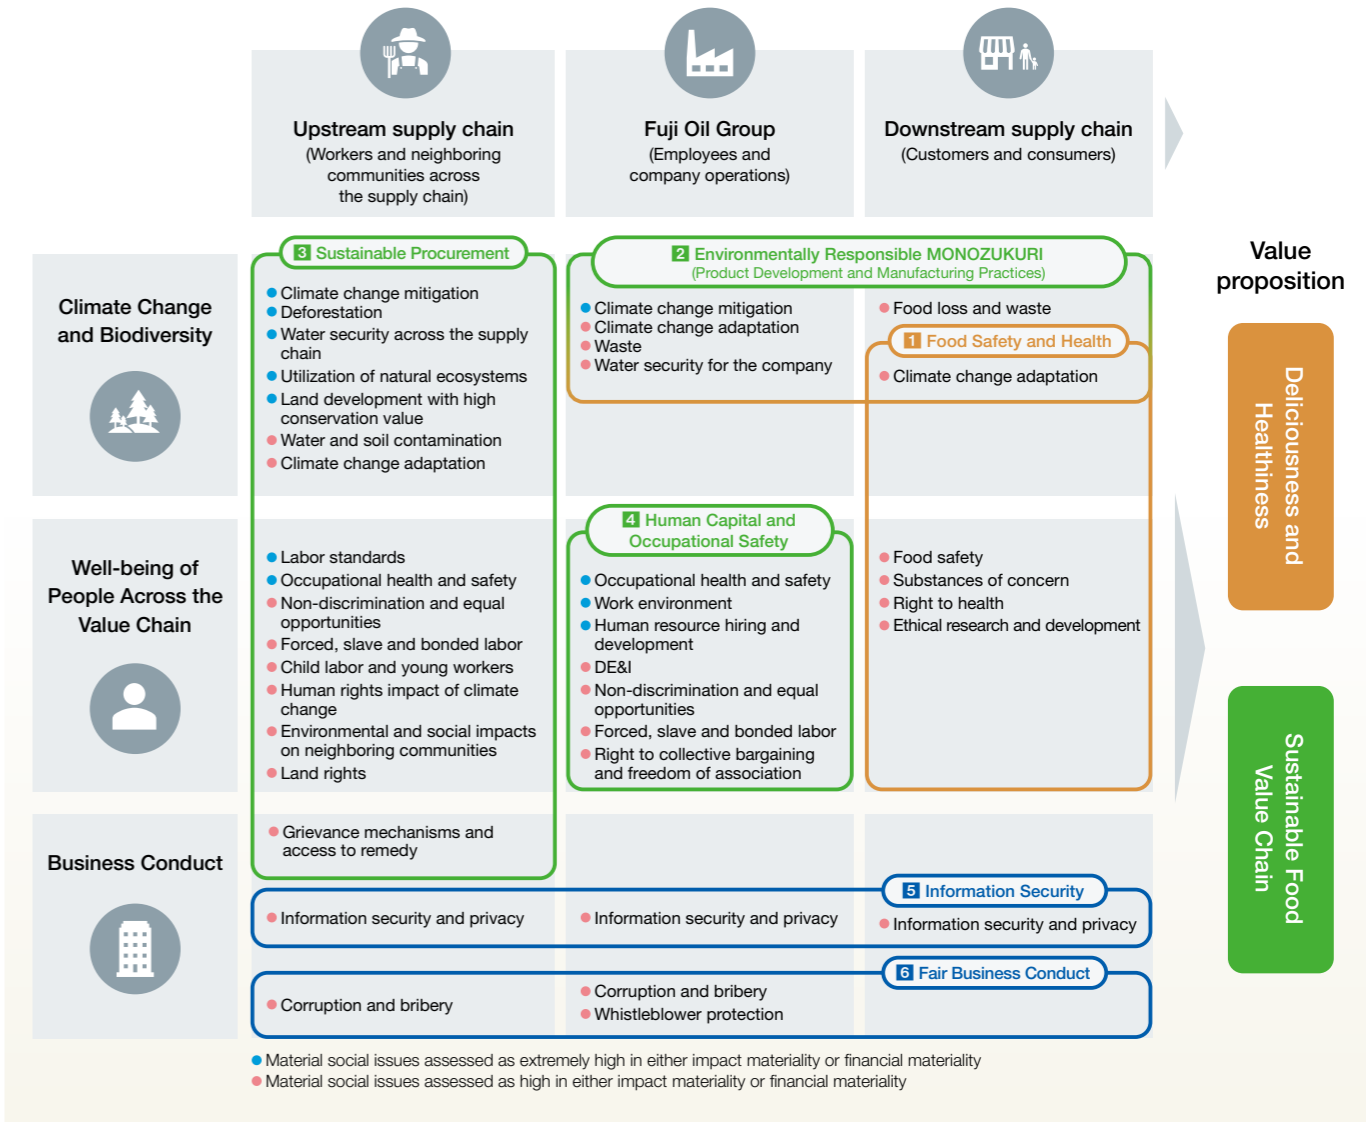 Upstream supply chain
(Workers and neighboring
communities across
the supply chain)
Fuji Oil Group
(Employees and
company operations)
Downstream supply chain
(Customers and consumers)
Value
proposition
Deliciousness and
Healthiness
Sustainable Food
Value Chain
Climate Change
and Biodiversity
3 Sustainable Procurement
Climate change mitigation
Deforestation
Water security across the supply
chain
Utilization of natural ecosystems
Land development with high
conservation value
Water and soil contamination
Climate change adaptation
2 Environmentally Responsible MONOZUKURI
(Product Development and Manufacturing Practices)
Climate change mitigation
Climate change adaptation
Waste
Water security for the company
Food loss and waste
1 Food Safety and Health
Climate change adaptation
Well-being of
People Across the
Value Chain
Labor standards
Occupational health and safety
Non-discrimination and equal
opportunities
Forced, slave and bonded labor
Child labor and young workers
Human rights impact of climate
change
Environmental and social impacts
on neighboring communities
Land rights
4 Human Capital and
Occupational Safety
Occupational health and safety
Work environment
Human resource hiring and
development
DE&I
Non-discrimination and equal
opportunities
Forced, slave and bonded labor
Right to collective bargaining
and freedom of association
Food safety
Substances of concern
Right to health
Ethical research and development
Business Conduct
Grievance mechanisms and
access to remedy
5 Information Security
Information security and privacy
Information security and privacy
Information security and privacy
6 Fair Business Conduct
Corruption and bribery
Corruption and bribery
Whistleblower protection
Material social issues assessed as extremely high in either impact materiality or financial materiality
Material social issues assessed as high in either impact materiality or financial materiality